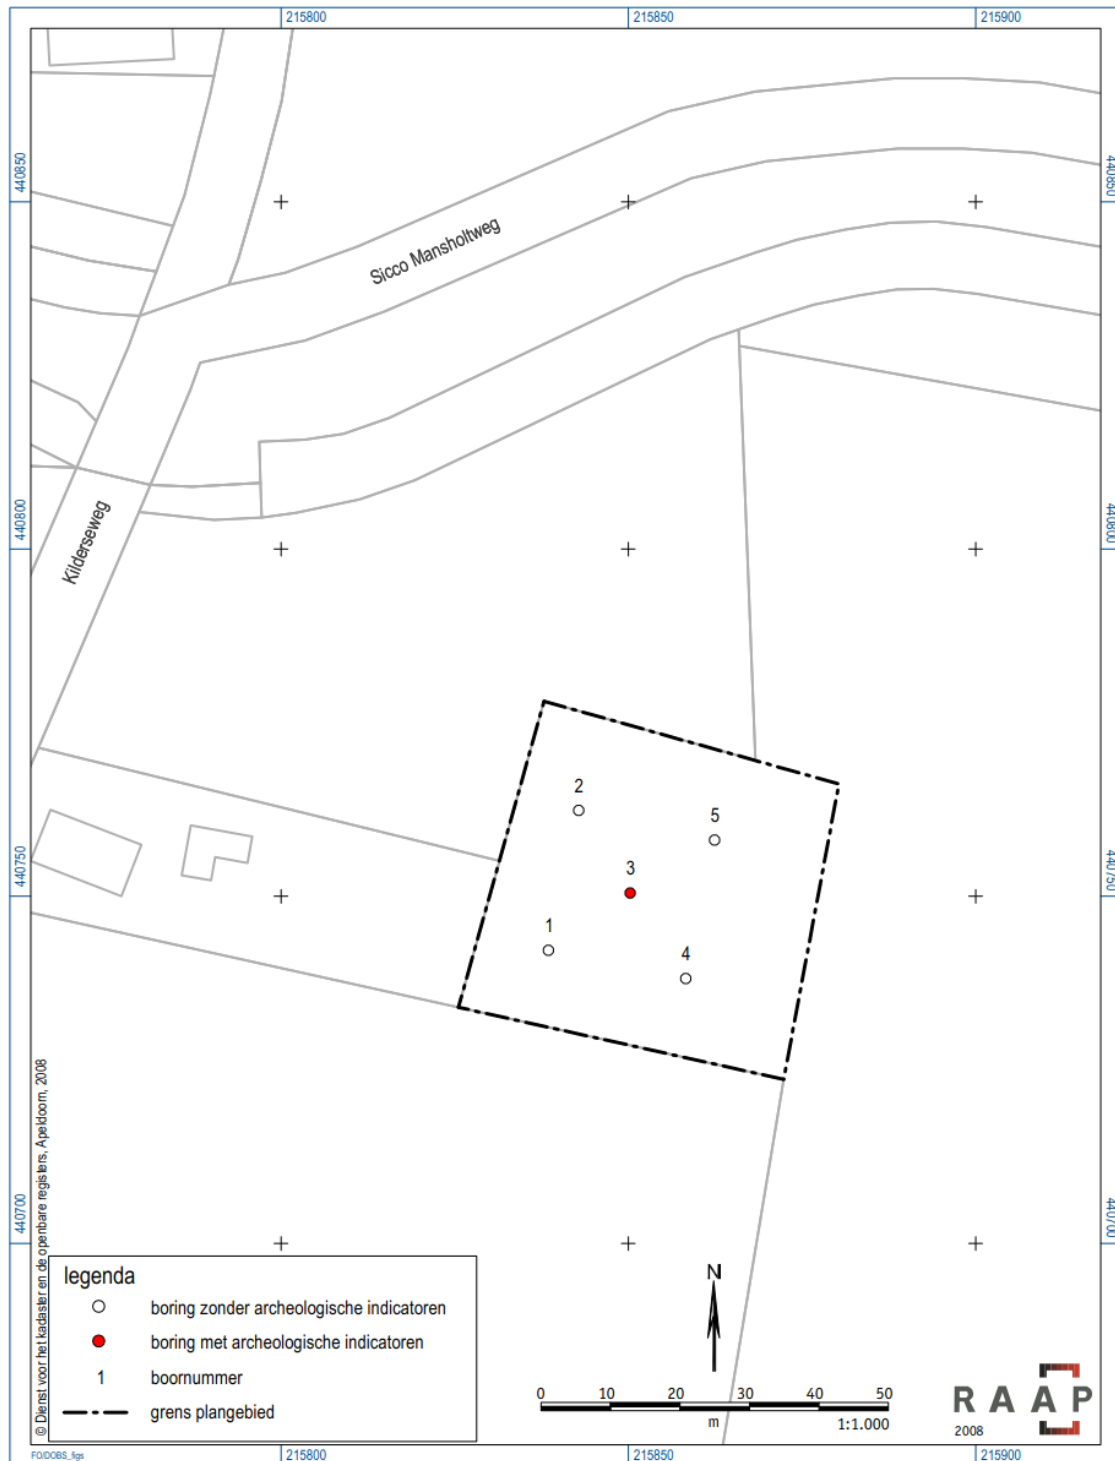 215800
215850
215900
440850
440850
Sicco Mansholtweg
440800
440800
Kilderseweg
2
5
3
440750
440750
1
4
© Dienst voor het kadaster en de openbare registers, Apeldoorn, 2008
440700
440700
legenda
boring zonder archeologische indicatoren
boring met archeologische indicatoren
1 boornummer
grens plangebied
N
0 10 20 30 40 50
m 1:1.000
RAAP
2008
FO/DOBS_figs
215800
215850
215900